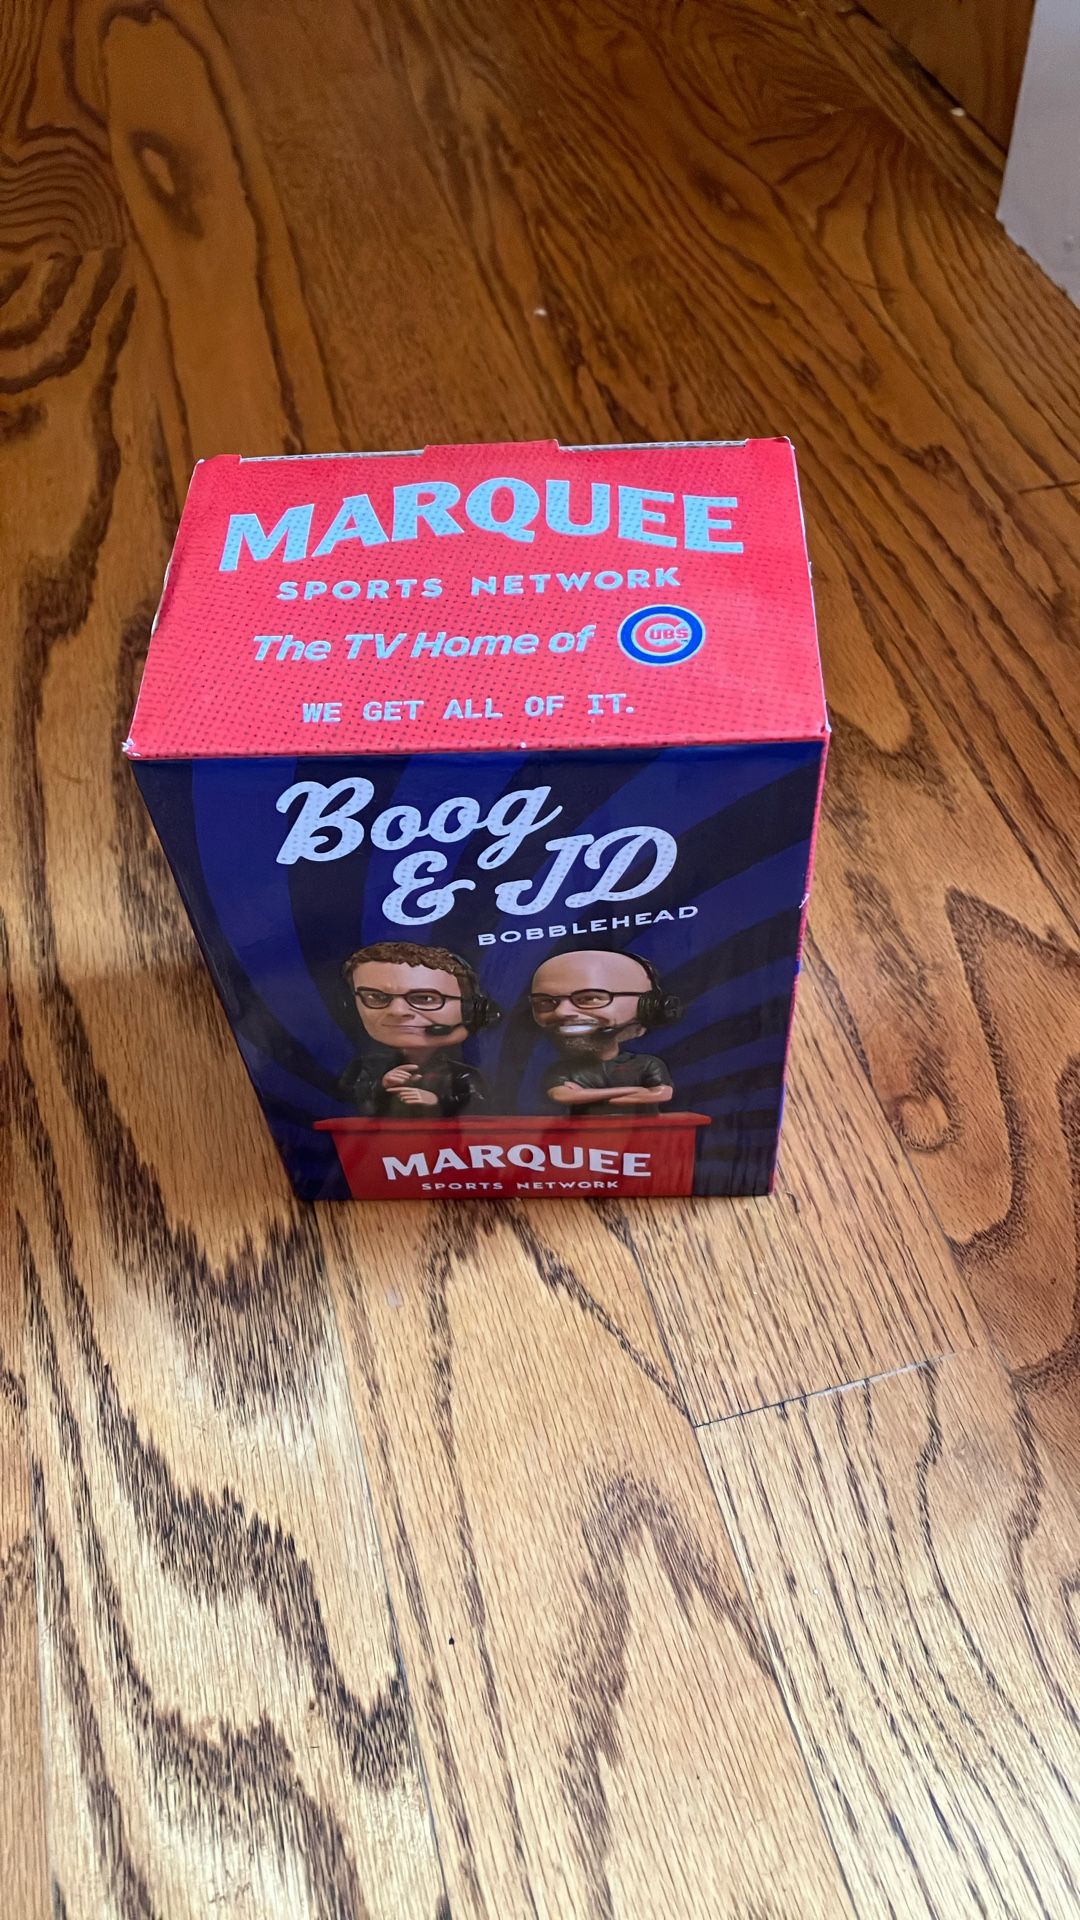 MARQUEE
SPORTS NETWORK
The TV Home of CUBS
WE GET ALL OF IT.
Boog
& JD
BOBBLEHEAD
MARQUEE
SPORTS NETWORK